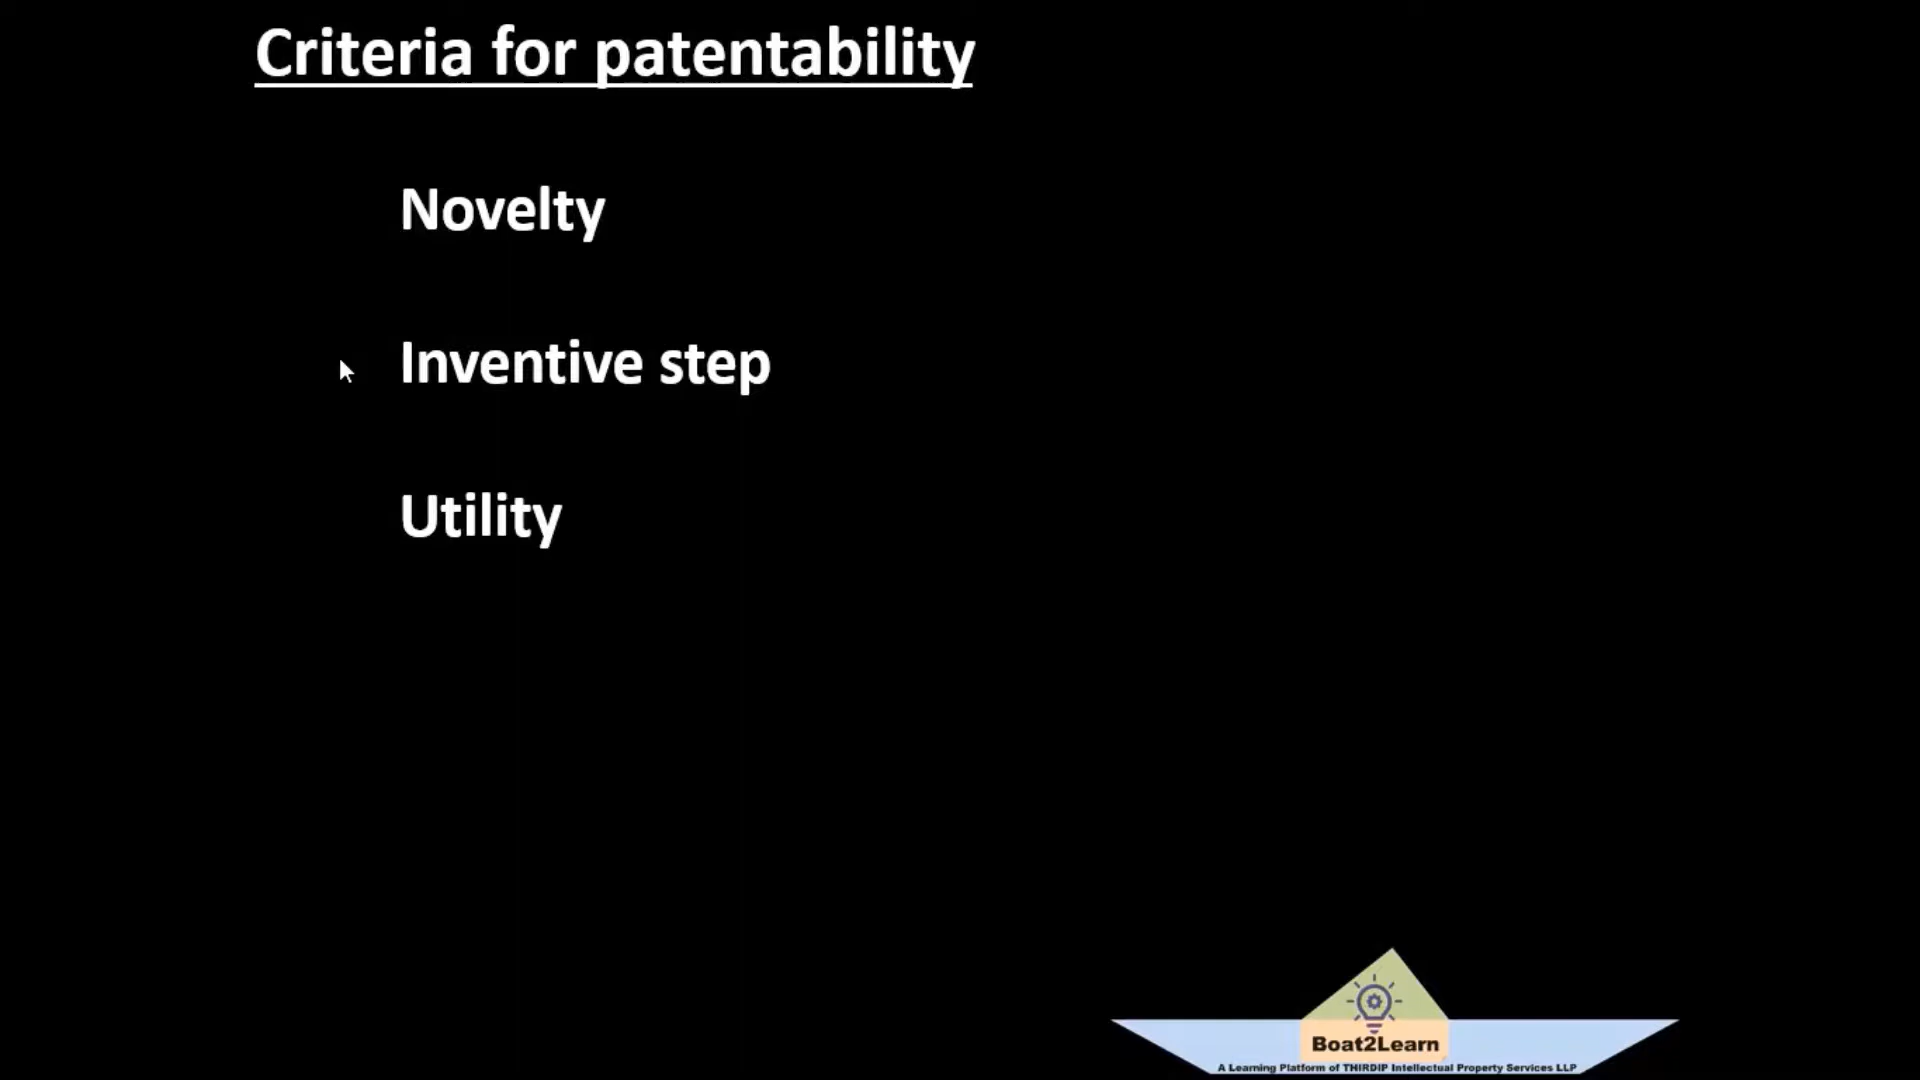 Criteria for patentability
Novelty
Inventive step
Utility
Boat2Learn
A Learning Platform of THIRDIP Intellectual Property Services LLP